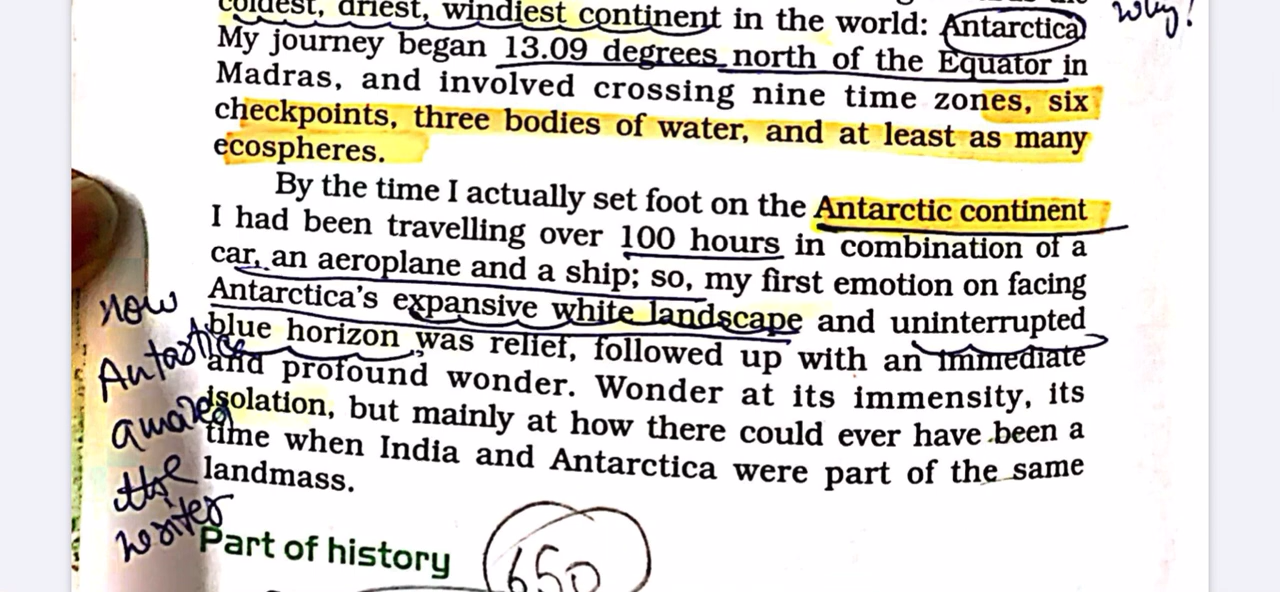 coldest, driest, windiest continent in the world: Antarctica why!
My journey began 13.09 degrees north of the Equator in
Madras, and involved crossing nine time zones, six
checkpoints, three bodies of water, and at least as many
ecospheres.
By the time I actually set foot on the Antarctic continent
I had been travelling over 100 hours in combination of a
car, an aeroplane and a ship; so, my first emotion on facing
Antarctica's expansive white landscape and uninterrupted
blue horizon was relief, followed up with an immediate
and profound wonder. Wonder at its immensity, its
isolation, but mainly at how there could ever have been a
time when India and Antarctica were part of the same
landmass.
now
amazed
the
writer
Part of history
650